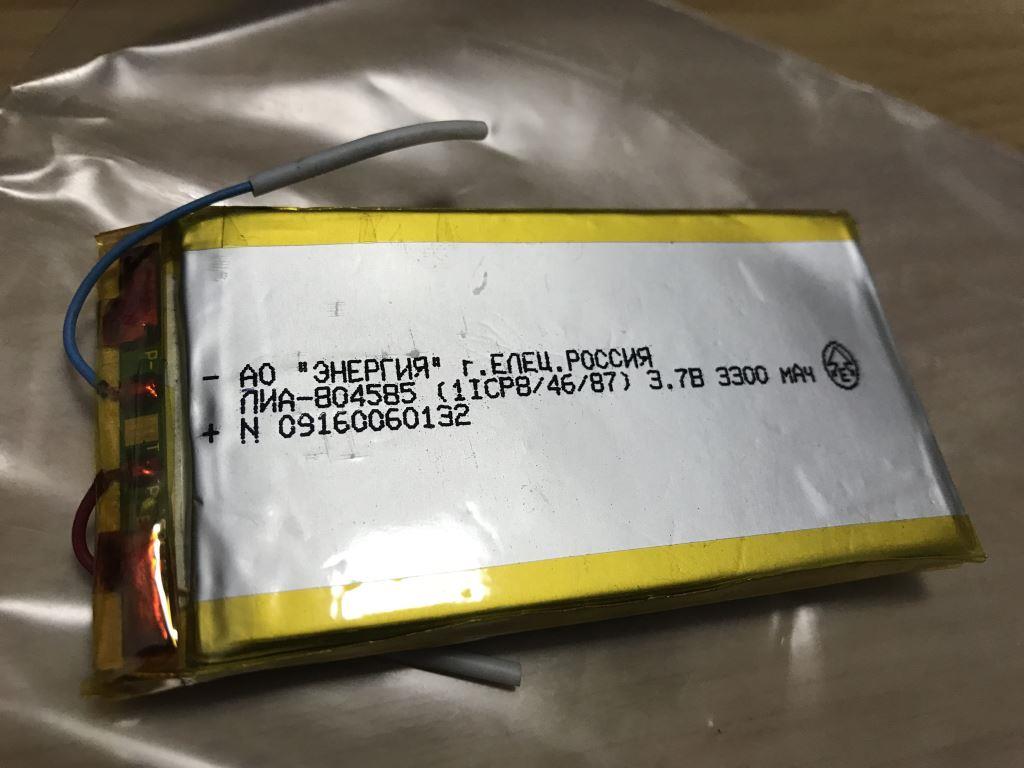 - АО "ЭНЕРГИЯ" г.ЕЛЕЦ.РОССИЯ
ЛИА-804585 (1ICP8/46/87) 3.7В 3300 мАч
+ N 09160060132